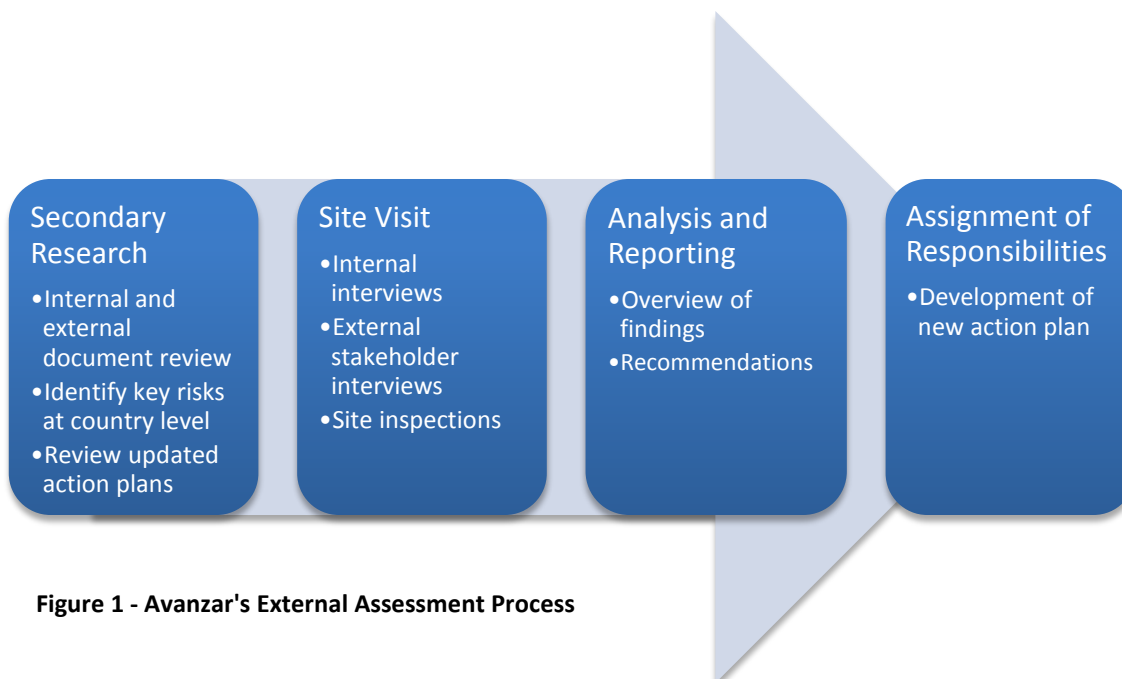 Secondary
Research
•Internal and
external
document review
•Identify key risks
at country level
•Review updated
action plans
Site Visit
•Internal
interviews
•External
stakeholder
interviews
•Site inspections
Analysis and
Reporting
•Overview of
findings
•Recommendations
Assignment of
Responsibilities
•Development of
new action plan
Figure 1 - Avanzar's External Assessment Process